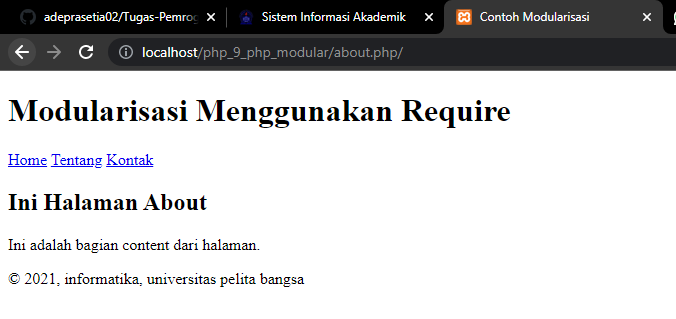 adeprasetia02/Tugas-Pemrog
Sistem Informasi Akademik
Contoh Modularisasi
localhost/php_9_php_modular/about.php/
Modularisasi Menggunakan Require
Home Tentang Kontak
Ini Halaman About
Ini adalah bagian content dari halaman.
© 2021, informatika, universitas pelita bangsa